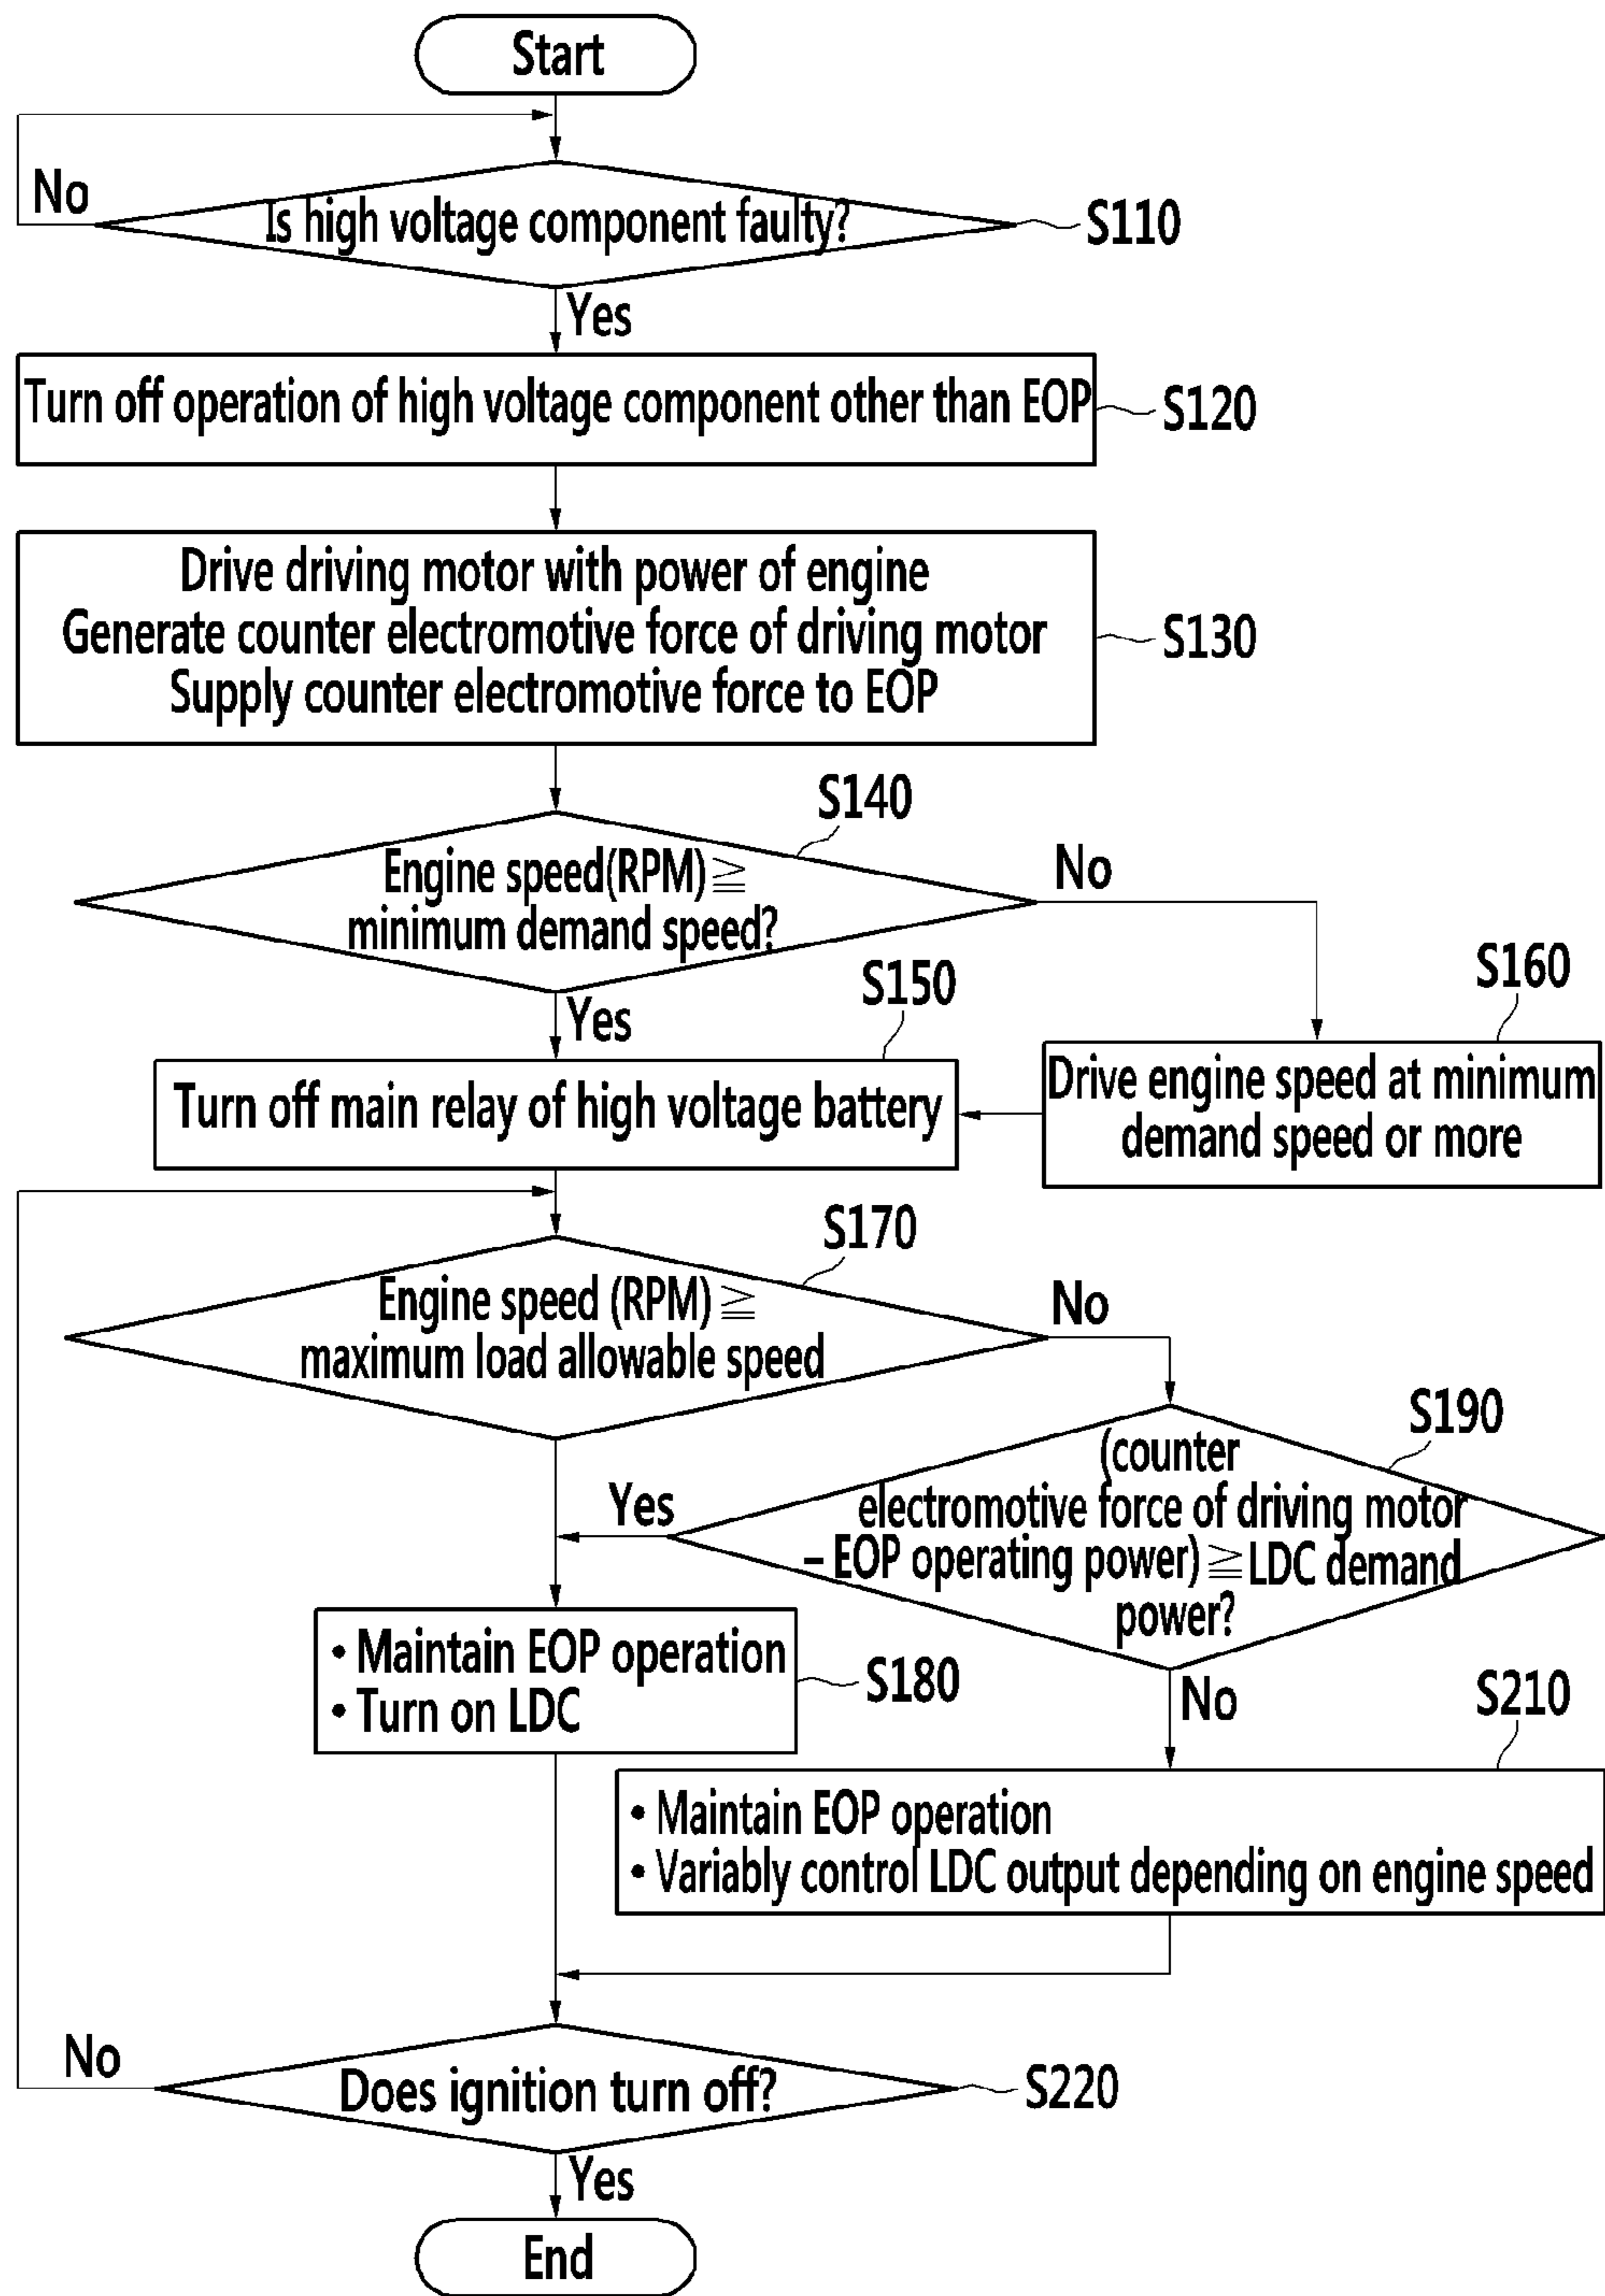 Start
No
Is high voltage component faulty?
S110
Yes
Turn off operation of high voltage component other than EOP
S120
Drive driving motor with power of engine
Generate counter electromotive force of driving motor
Supply counter electromotive force to EOP
S130
S140
Engine speed(RPM) ≧
minimum demand speed?
No
Yes
S150
S160
Turn off main relay of high voltage battery
Drive engine speed at minimum
demand speed or more
S170
Engine speed (RPM) ≧
maximum load allowable speed
No
S190
(counter
electromotive force of driving motor
– EOP operating power) ≧ LDC demand
power?
Yes
• Maintain EOP operation
• Turn on LDC
S180
No
S210
• Maintain EOP operation
• Variably control LDC output depending on engine speed
No
Does ignition turn off?
S220
Yes
End